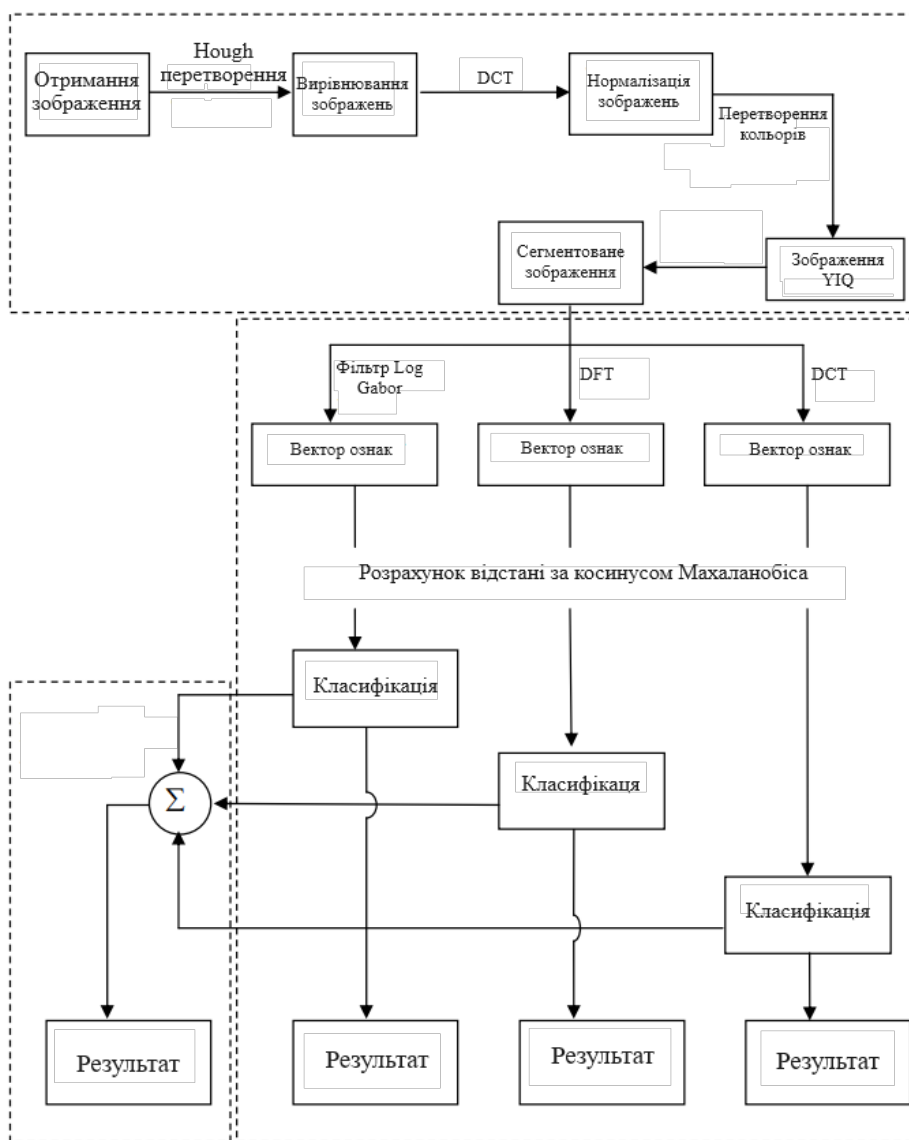 Hough
перетворення
Отримання
зображення
Вирівнювання
зображень
DCT
Нормалізація
зображень
Перетворення
кольорів
Сегментоване
зображення
Зображення
YIQ
Фільтр Log
Gabor
DFT
DCT
Вектор ознак
Вектор ознак
Вектор ознак
Розрахунок відстані за косинусом Махаланобіса
Класифікація
Σ
Класифікаця
Класифікація
Результат
Результат
Результат
Результат